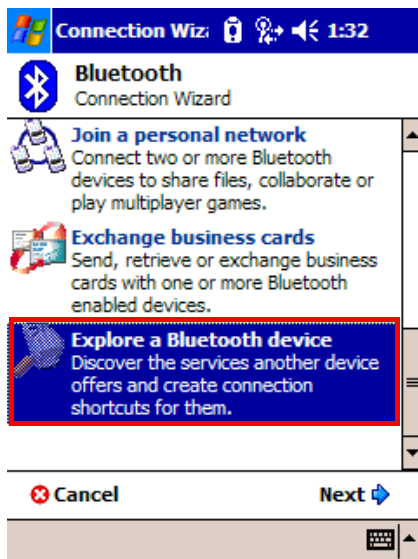 Connection Wiz 1:32
Bluetooth
Connection Wizard
Join a personal network
Connect two or more Bluetooth
devices to share files, collaborate or
play multiplayer games.
Exchange business cards
Send, retrieve or exchange business
cards with one or more Bluetooth
enabled devices.
Explore a Bluetooth device
Discover the services another device
offers and create connection
shortcuts for them.
Cancel Next